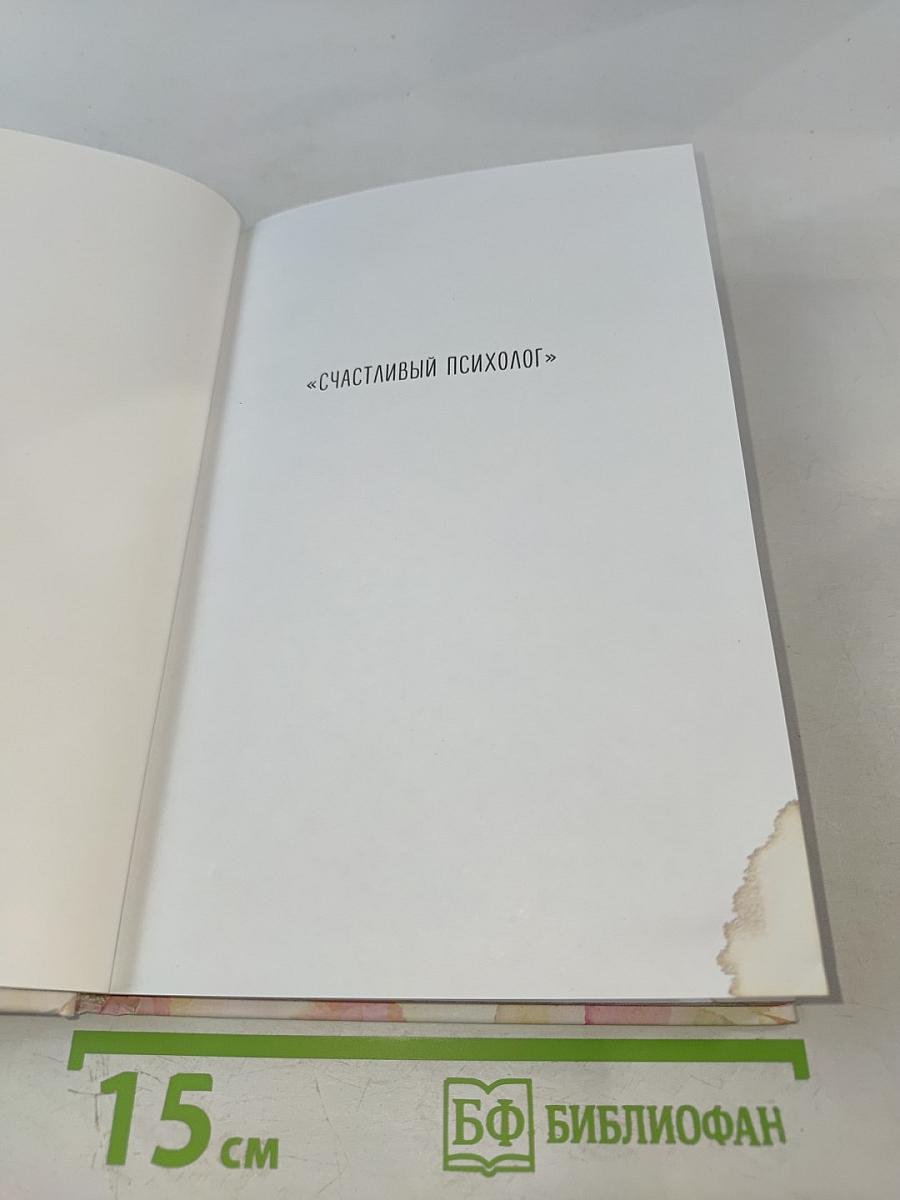 «СЧАСТЛИВЫЙ ПСИХОЛОГ»
15 см
БФ БИБЛИОФАН